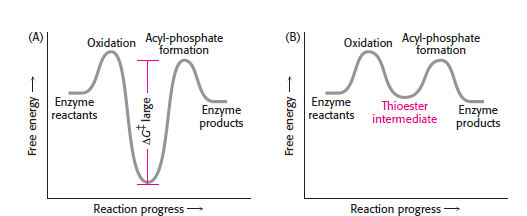 (A)
Oxidation
Acyl-phosphate
formation
Enzyme
reactants
ΔG‡ large
Enzyme
products
Free energy →
Reaction progress →
(B)
Oxidation
Acyl-phosphate
formation
Enzyme
reactants
Thioester
intermediate
Enzyme
products
Free energy →
Reaction progress →